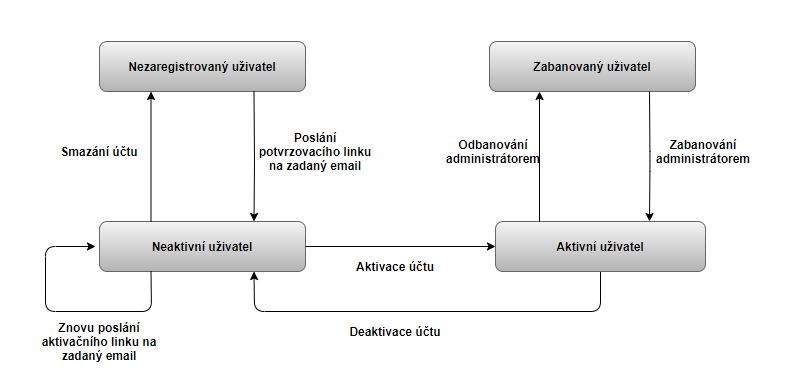 Nezaregistrovaný uživatel
Zabanovaný uživatel
Smazání účtu
Poslání
potvrzovacího linku
na zadaný email
Odbanování
administrátorem
Zabanování
administrátorem
Neaktivní uživatel
Aktivní uživatel
Aktivace účtu
Znovu poslání
aktivačního linku na
zadaný email
Deaktivace účtu